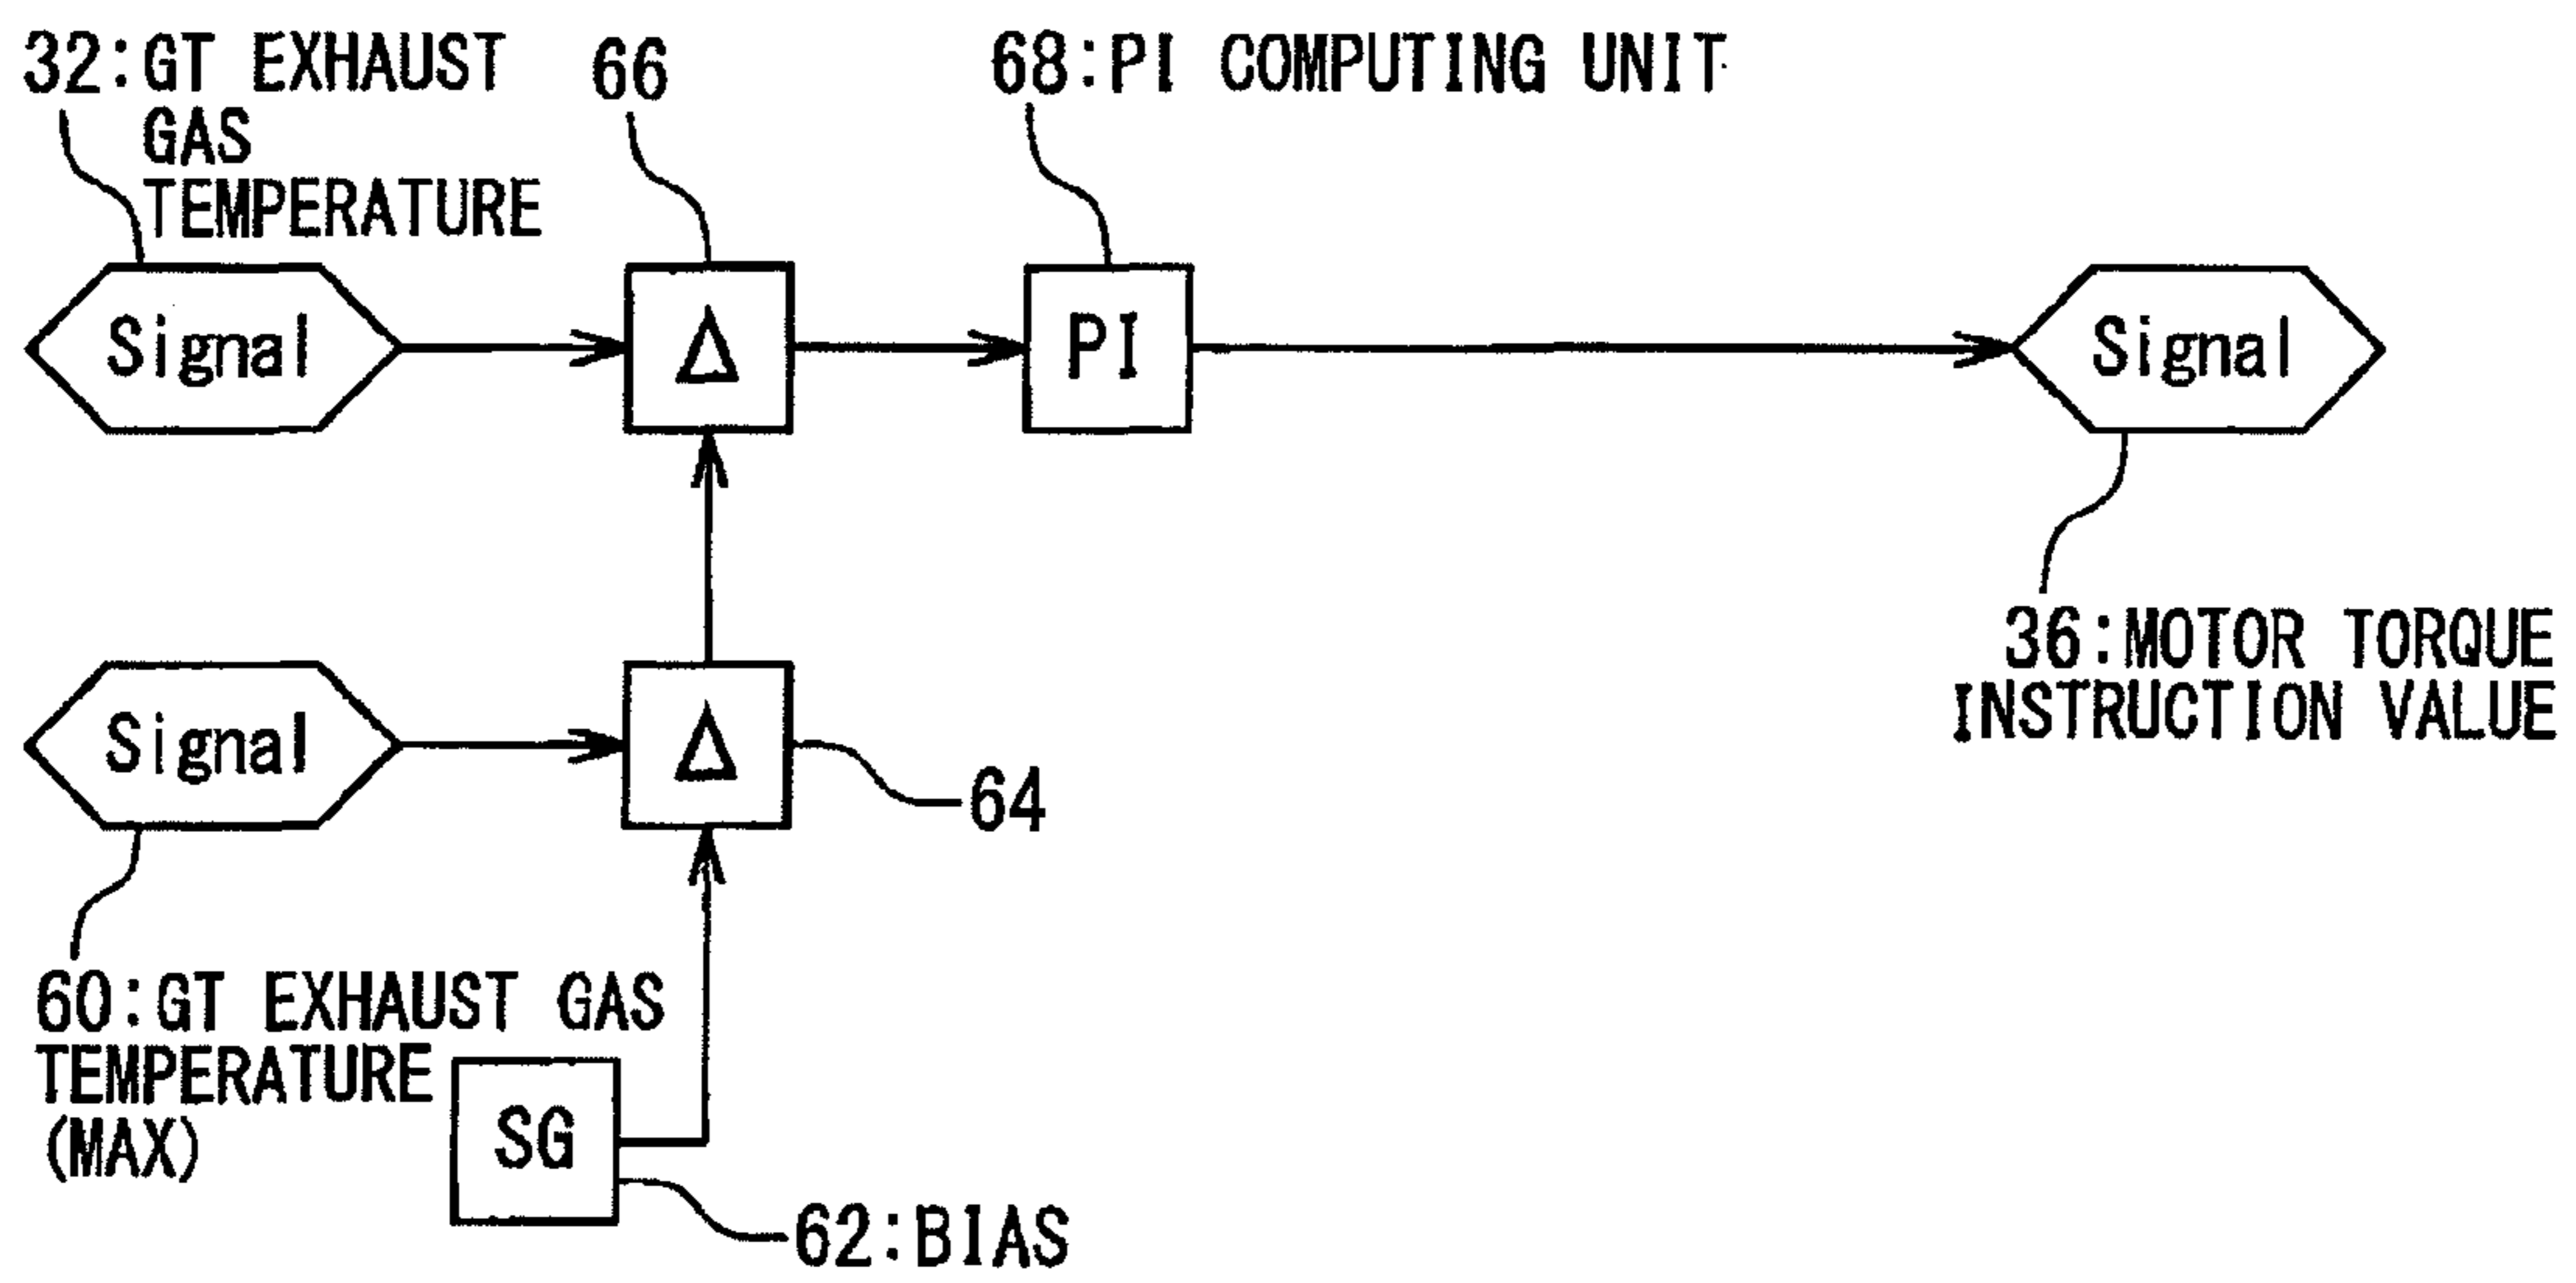 32:GT EXHAUST
GAS
TEMPERATURE
66
68:PI COMPUTING UNIT
Signal
Δ
PI
Signal
36:MOTOR TORQUE
INSTRUCTION VALUE
Signal
Δ
64
60:GT EXHAUST GAS
TEMPERATURE
(MAX)
SG
62:BIAS